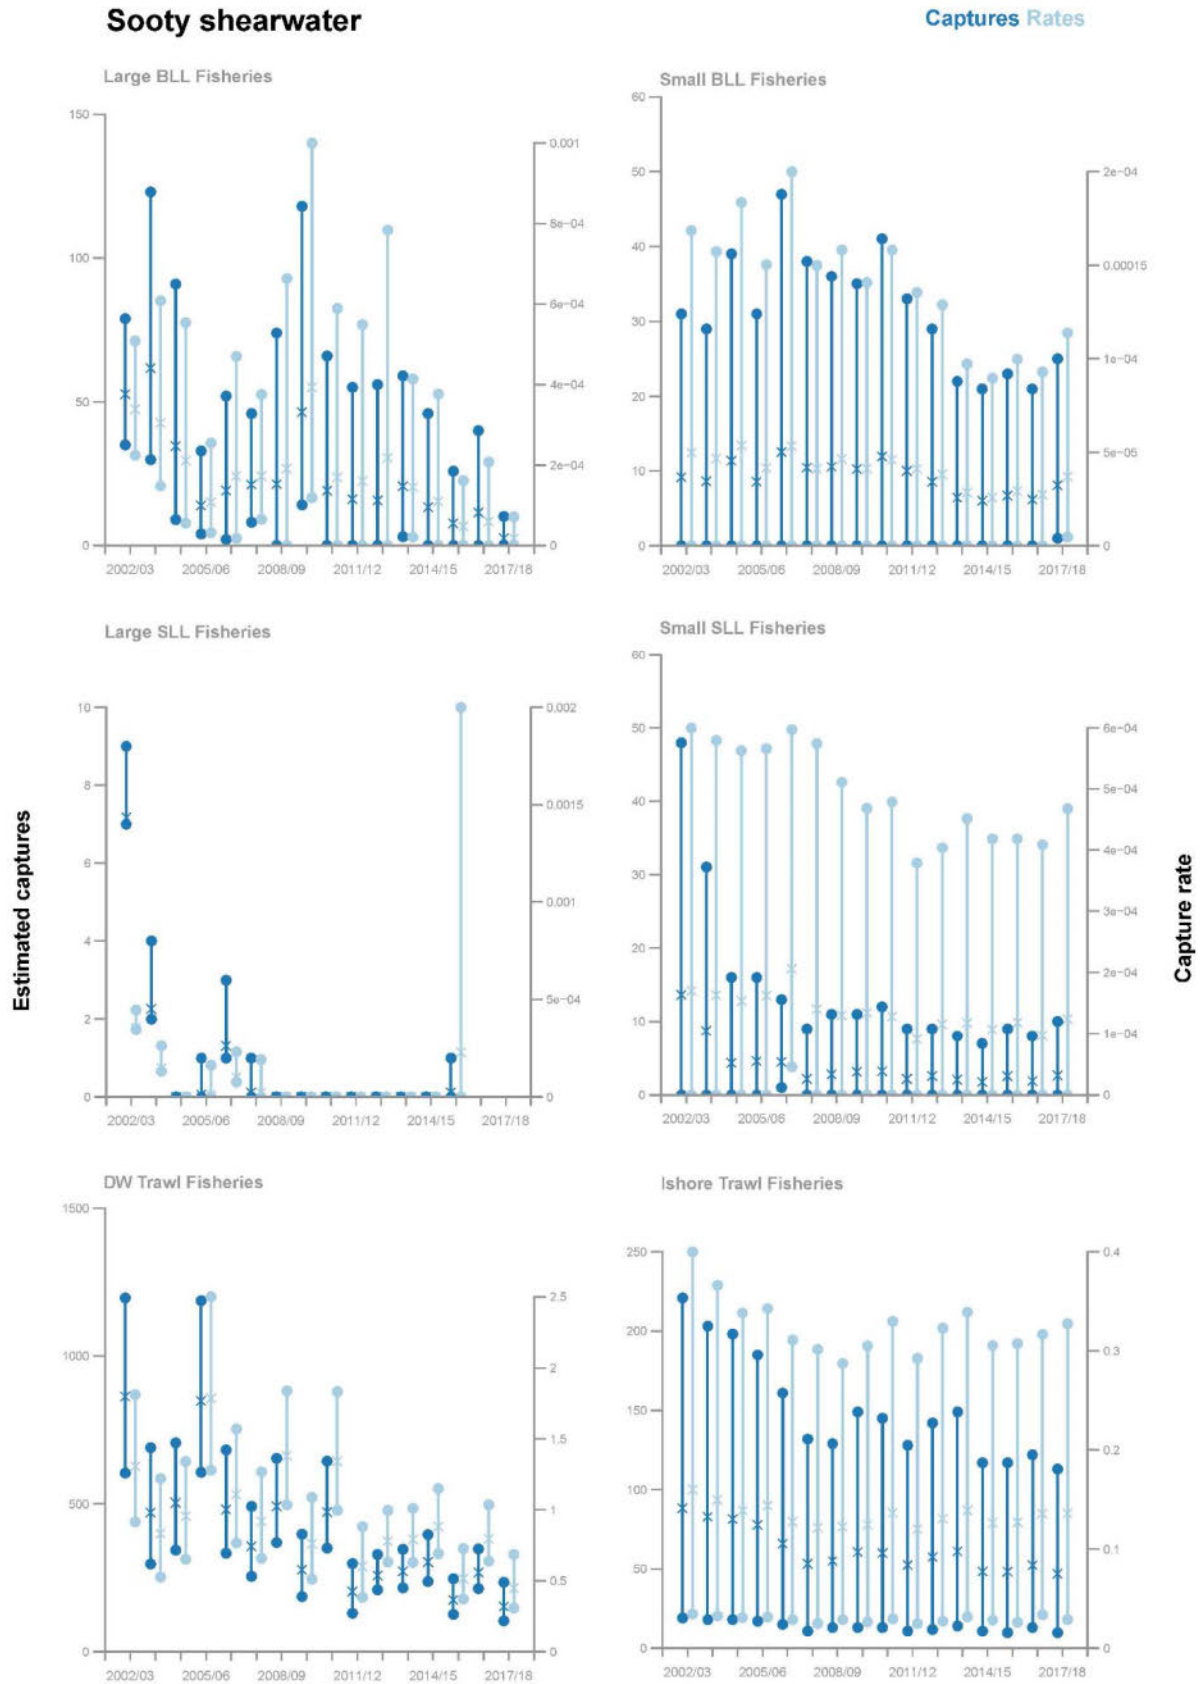 Sooty shearwater
Captures Rates
Large BLL Fisheries
150
100
50
0
0.001
8e−04
6e−04
4e−04
2e−04
0
2002/03 2005/06 2008/09 2011/12 2014/15 2017/18
Small BLL Fisheries
60
50
40
30
20
10
0
2e−04
0.00015
1e−04
5e−05
0
2002/03 2005/06 2008/09 2011/12 2014/15 2017/18
Large SLL Fisheries
10
8
6
4
2
0
0.002
0.0015
0.001
5e−04
0
2002/03 2005/06 2008/09 2011/12 2014/15 2017/18
Small SLL Fisheries
60
50
40
30
20
10
0
6e−04
5e−04
4e−04
3e−04
2e−04
1e−04
0
2002/03 2005/06 2008/09 2011/12 2014/15 2017/18
Estimated captures
Capture rate
DW Trawl Fisheries
1500
1000
500
0
2.5
2
1.5
1
0.5
0
2002/03 2005/06 2008/09 2011/12 2014/15 2017/18
Ishore Trawl Fisheries
250
200
150
100
50
0
0.4
0.3
0.2
0.1
0
2002/03 2005/06 2008/09 2011/12 2014/15 2017/18